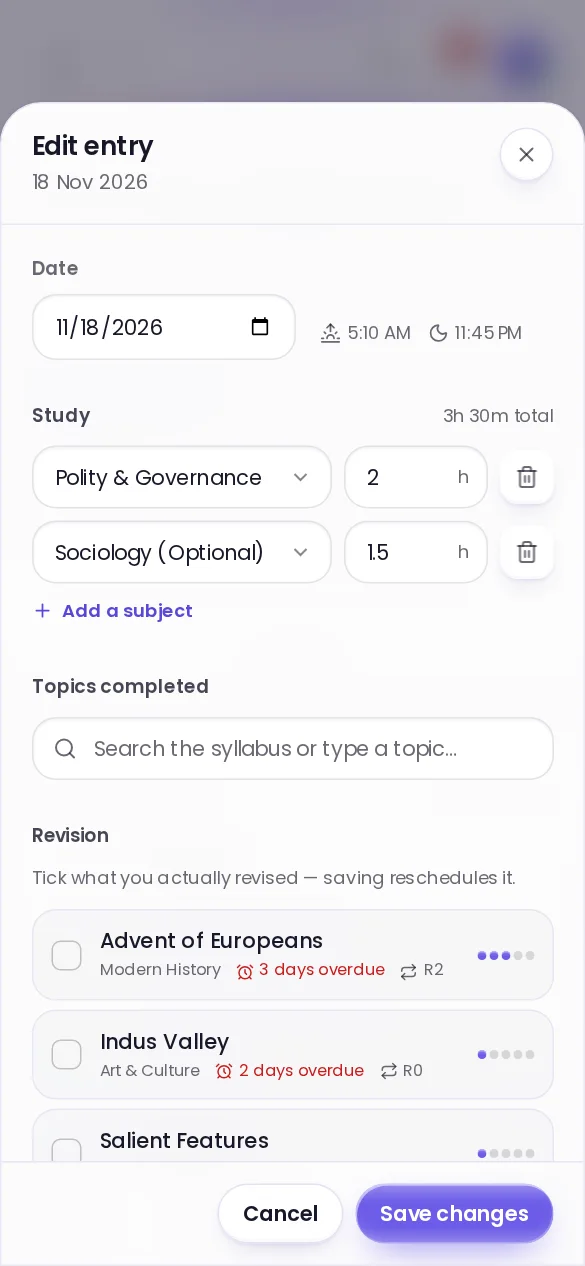 Edit entry
18 Nov 2026
Date
11/18/2026 5:10 AM 11:45 PM
Study 3h 30m total
Polity & Governance 2 h
Sociology (Optional) 1.5 h
+ Add a subject
Topics completed
Search the syllabus or type a topic...
Revision
Tick what you actually revised — saving reschedules it.
Advent of Europeans
Modern History 3 days overdue R2
Indus Valley
Art & Culture 2 days overdue R0
Salient Features
Cancel Save changes